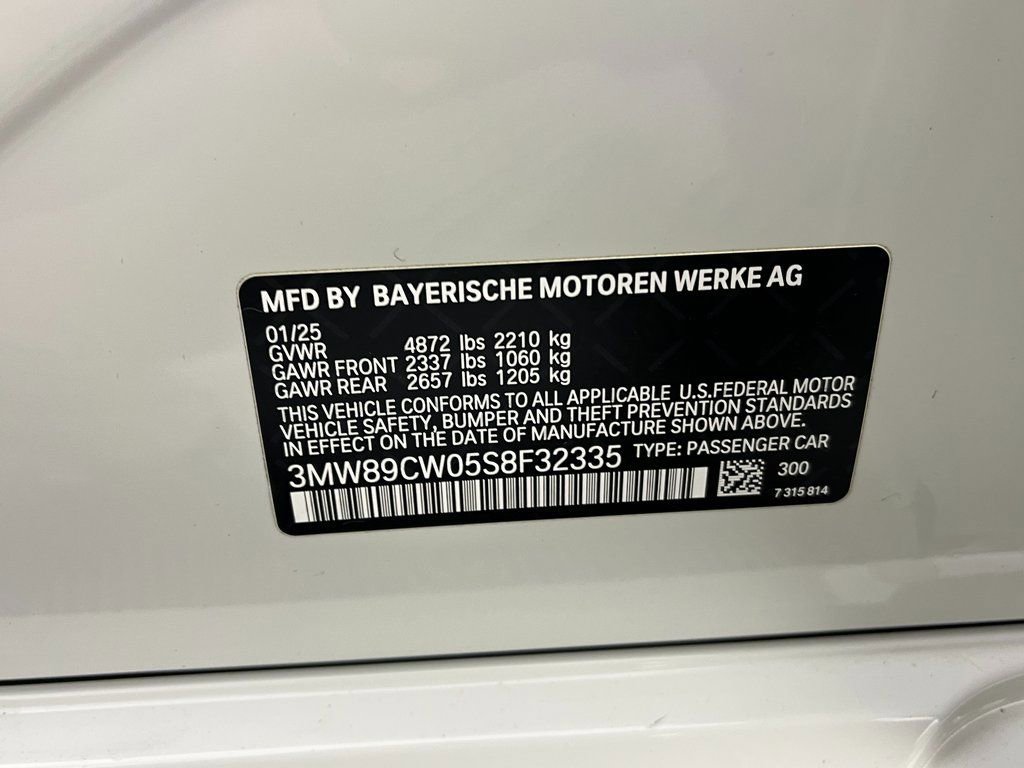 MFD BY BAYERISCHE MOTOREN WERKE AG
01/25
GVWR 4872 lbs 2210 kg
GAWR FRONT 2337 lbs 1060 kg
GAWR REAR 2657 lbs 1205 kg
THIS VEHICLE CONFORMS TO ALL APPLICABLE U.S.FEDERAL MOTOR
VEHICLE SAFETY, BUMPER AND THEFT PREVENTION STANDARDS
IN EFFECT ON THE DATE OF MANUFACTURE SHOWN ABOVE.
3MW89CW05S8F32335 TYPE: PASSENGER CAR
300
7 315 814